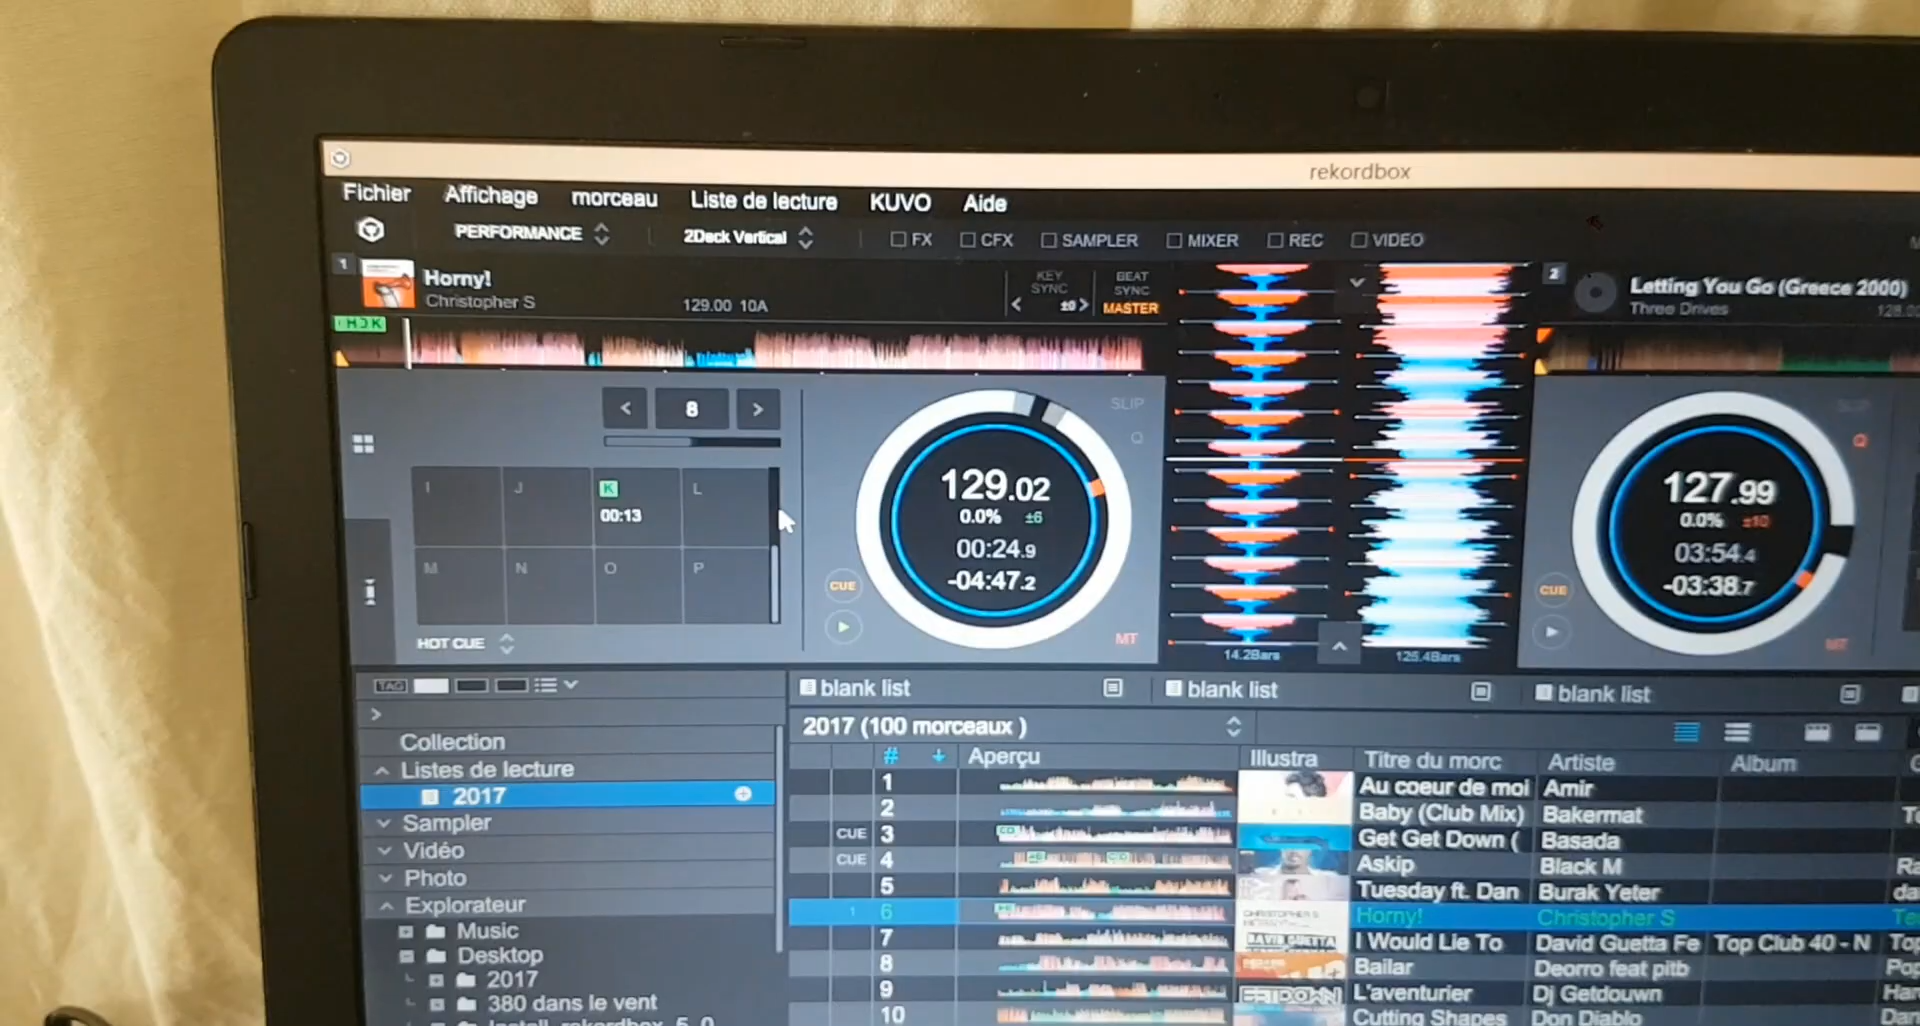 rekordbox
Fichier Affichage morceau Liste de lecture KUVO Aide
PERFORMANCE 2Deck Vertical FX CFX SAMPLER MIXER REC VIDEO
1 Horny! KEY SYNC BEAT SYNC 2 Letting You Go (Greece 2000)
Christophe S 129.00 10A ±0 MASTER Three Drives
8 SLIP
Q Q
I J K L
00:13
M N O P
HOT CUE
129.02
0.0% ±6
00:24.9
-04:47.2
CUE
MT
14.2Bars 126.4Bars
127.99
0.0% ±10
03:54.4
-03:38.7
CUE
MT
TAG
blank list blank list blank list
Collection
Listes de lecture
2017
Sampler
Vidéo
Photo
Explorateur
Music
Desktop
2017
380 dans le vent
2017 (100 morceaux )
# Aperçu Illustra Titre du morc Artiste Album
1 Au coeur de moi Amir
2 Baby (Club Mix) Bakermat
CUE 3 Get Get Down ( Basada
CUE 4 Askip Black M
5 Tuesday ft. Dan Burak Yeter
1 6 Horny! Christopher S
7 I Would Lie To David Guetta Fe Top Club 40 - N
8 Bailar Deorro feat pitb
9 L'aventurier Dj Getdouwn
10 Cutting Shapes Don Diablo